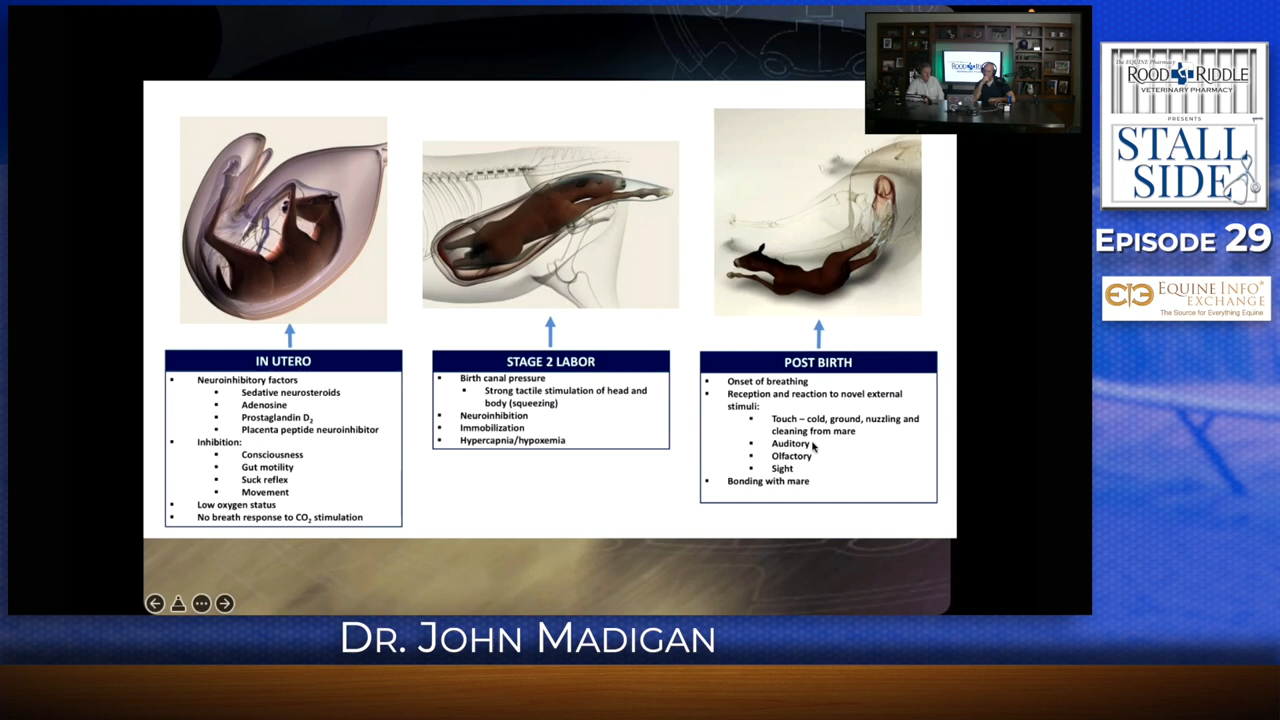 IN UTERO
Neuroinhibitory factors
Sedative neurosteroids
Adenosine
Prostaglandin D2
Placenta peptide neuroinhibitor
Inhibition:
Consciousness
Gut motility
Suck reflex
Movement
Low oxygen status
No breath response to CO2 stimulation
STAGE 2 LABOR
Birth canal pressure
Strong tactile stimulation of head and
body (squeezing)
Neuroinhibition
Immobilization
Hypercapnia/hypoxemia
POST BIRTH
Onset of breathing
Reception and reaction to novel external
stimuli:
Touch – cold, ground, nuzzling and
cleaning from mare
Auditory
Olfactory
Sight
Bonding with mare
ROOD RIDDLE
The EQUINE Pharmacy
ROOD RIDDLE
VETERINARY PHARMACY
PRESENTS
STALL
SIDE
EPISODE 29
EIE EQUINE INFO®
EXCHANGE
The Source for Everything Equine
DR. JOHN MADIGAN